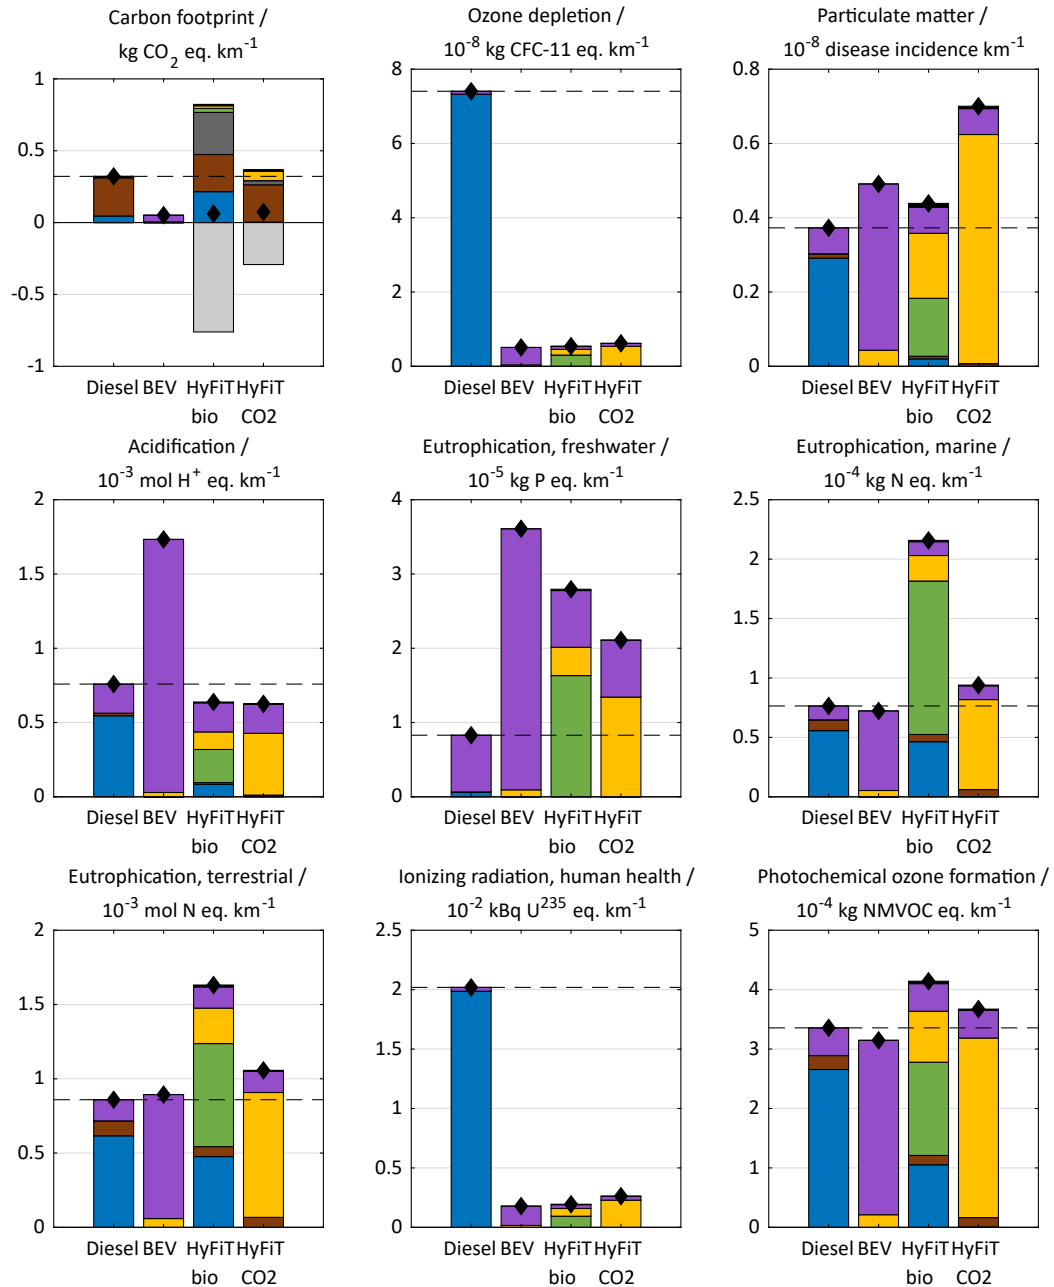 Carbon footprint /
kg CO2 eq. km-1
1
0.5
0
-0.5
-1
Diesel BEV HyFiT HyFiT
bio CO2
Ozone depletion /
10-8 kg CFC-11 eq. km-1
8
6
4
2
0
Diesel BEV HyFiT HyFiT
bio CO2
Particulate matter /
10-8 disease incidence km-1
0.8
0.6
0.4
0.2
0
Diesel BEV HyFiT HyFiT
bio CO2
Acidification /
10-3 mol H+ eq. km-1
2
1.5
1
0.5
0
Diesel BEV HyFiT HyFiT
bio CO2
Eutrophication, freshwater /
10-5 kg P eq. km-1
4
3
2
1
0
Diesel BEV HyFiT HyFiT
bio CO2
Eutrophication, marine /
10-4 kg N eq. km-1
2.5
2
1.5
1
0.5
0
Diesel BEV HyFiT HyFiT
bio CO2
Eutrophication, terrestrial /
10-3 mol N eq. km-1
2
1.5
1
0.5
0
Diesel BEV HyFiT HyFiT
bio CO2
Ionizing radiation, human health /
10-2 kBq U235 eq. km-1
2.5
2
1.5
1
0.5
0
Diesel BEV HyFiT HyFiT
bio CO2
Photochemical ozone formation /
10-4 kg NMVOC eq. km-1
5
4
3
2
1
0
Diesel BEV HyFiT HyFiT
bio CO2